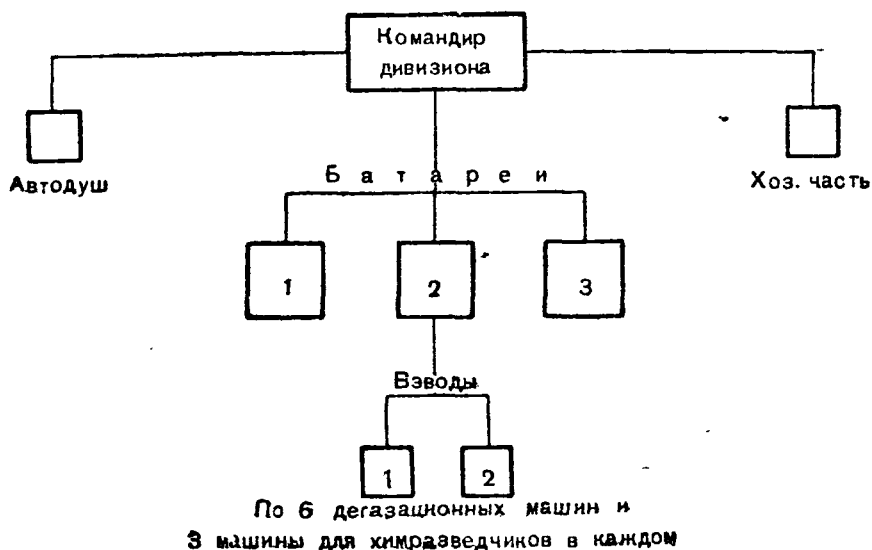 Командир
дивизиона
Автодуш
Хоз. часть
Батареи
1
2
3
Взводы
1
2
По 6 дегазационных машин и
3 машины для химразведчиков в каждом